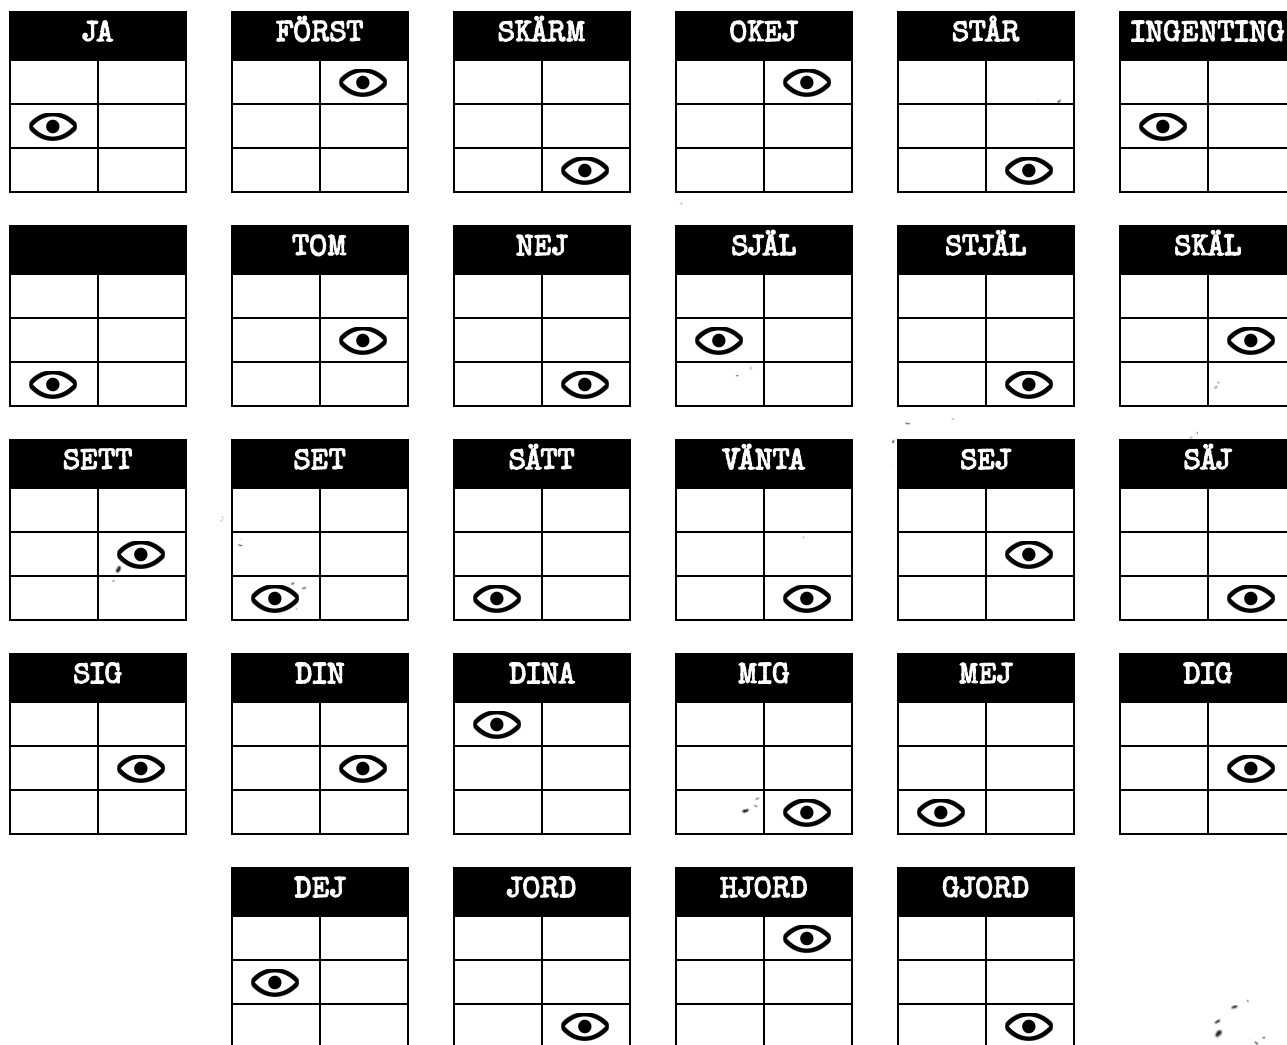 JA FÖRST SKÄRM OKEJ STÅR INGENTING
TOM NEJ SJÄL STJÄL SKÄL
SETT SET SÄTT VÄNTA SEJ SÄJ
SIG DIN DINA MIG MEJ DIG
DEJ JORD HJORD GJORD